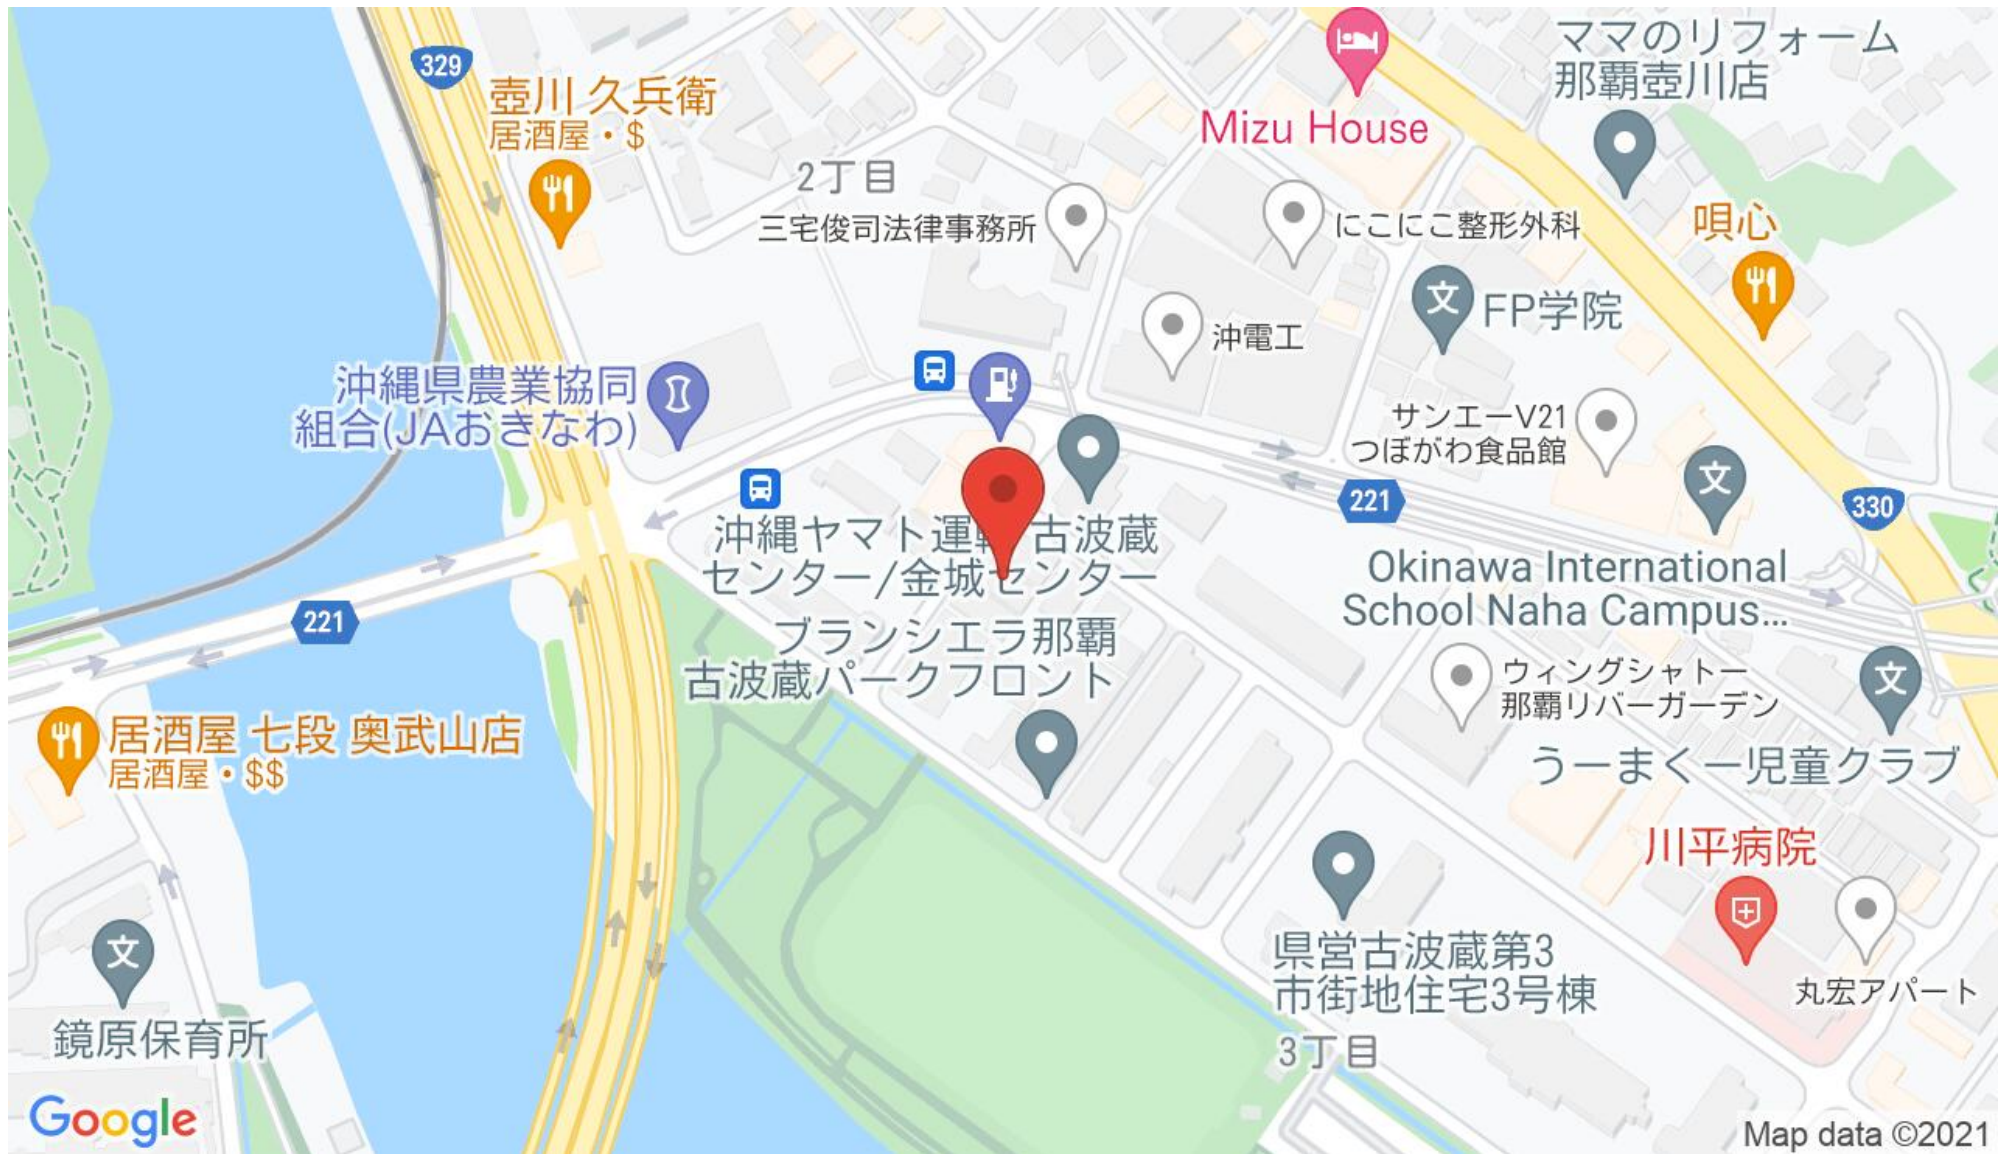 329
壺川 久兵衛
居酒屋・$
2丁目
三宅俊司法律事務所
Mizu House
ママのリフォーム
那覇壺川店
にこにこ整形外科
唄心
文
FP学院
沖電工
沖縄県農業協同
組合(JAおきなわ)
サンエーV21
つぼがわ食品館
文
221
330
沖縄ヤマト運 古波蔵
センター/金城センター
Okinawa International
School Naha Campus...
221
ブランシエラ那覇
古波蔵パークフロント
ウィングシャトー
那覇リバーガーデン
文
うーまくー児童クラブ
居酒屋 七段 奥武山店
居酒屋・$$
川平病院
県営古波蔵第3
市街地住宅3号棟
丸宏アパート
文
鏡原保育所
3丁目
Google
Map data ©2021